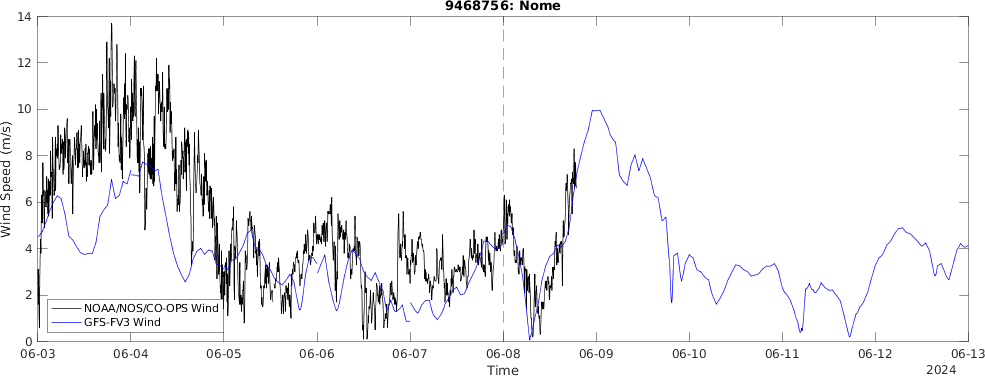 9468756: Nome
14
12
10
8
6
4
2
0
Wind Speed (m/s)
NOAA/NOS/CO-OPS Wind
GFS-FV3 Wind
06-03 06-04 06-05 06-06 06-07 06-08 06-09 06-10 06-11 06-12 06-13
Time
2024